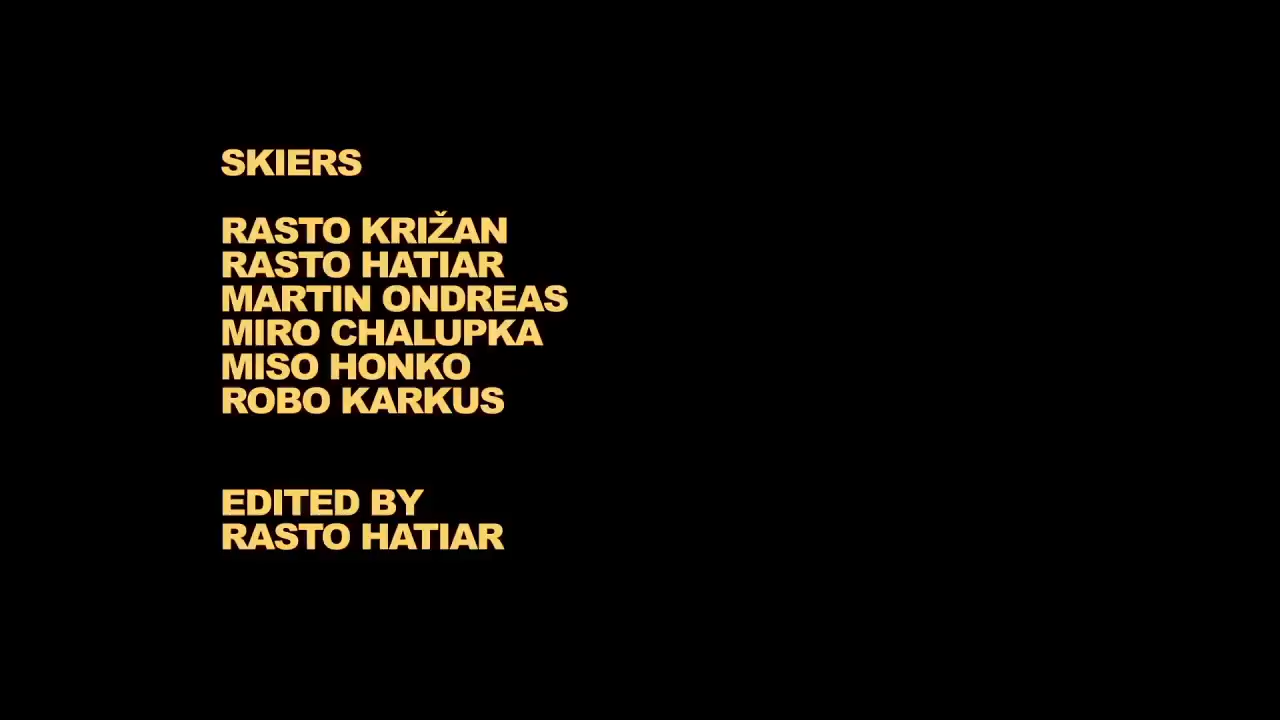 SKIERS
RASTO KRIŽAN
RASTO HATIAR
MARTIN ONDREAS
MIRO CHALUPKA
MISO HONKO
ROBO KARKUS
EDITED BY
RASTO HATIAR